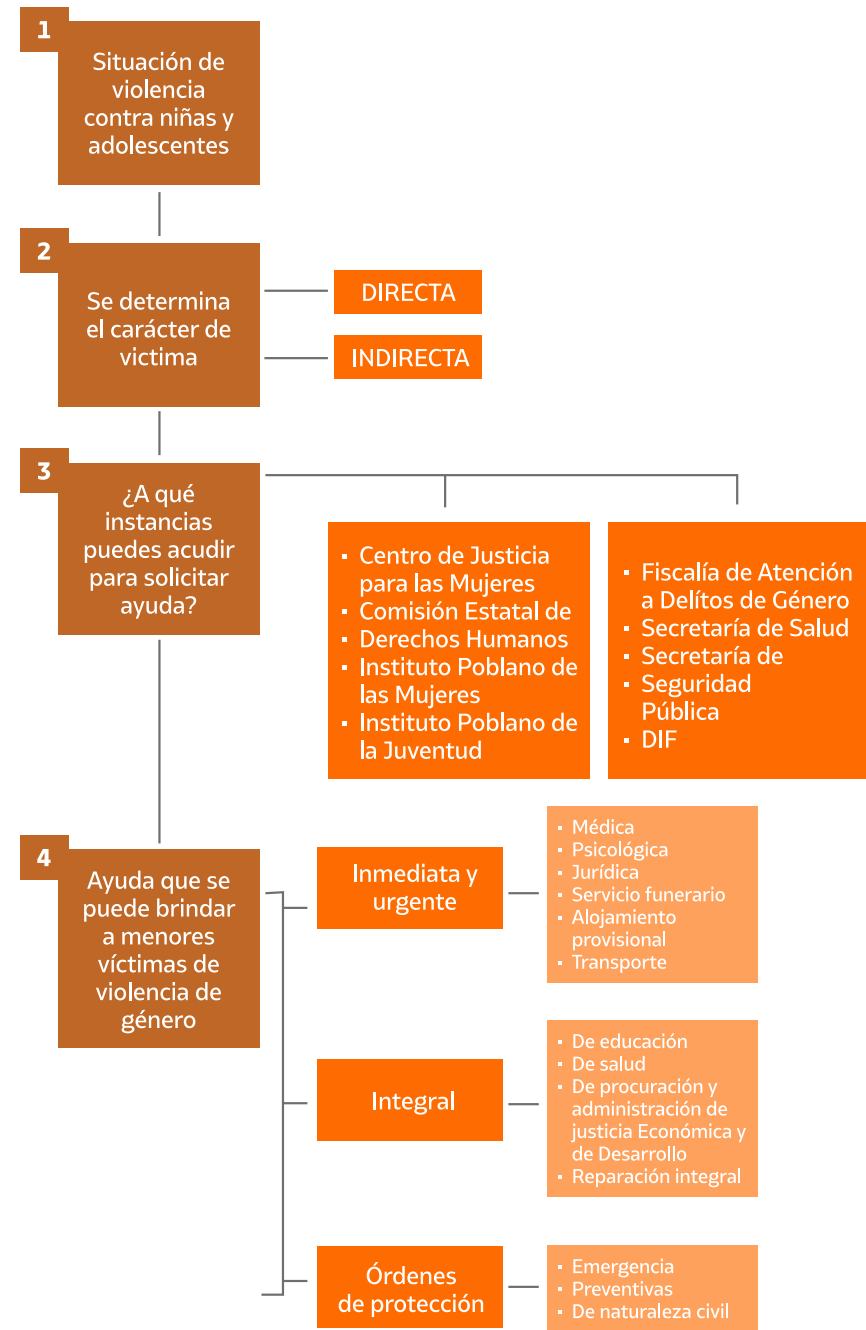 1
Situación de
violencia
contra niñas y
adolescentes
2
Se determina
el carácter de
victima
DIRECTA
INDIRECTA
3
¿A qué
instancias
puedes acudir
para solicitar
ayuda?
▪ Centro de Justicia
para las Mujeres
▪ Comisión Estatal de
▪ Derechos Humanos
▪ Instituto Poblano de
las Mujeres
▪ Instituto Poblano de
la Juventud
▪ Fiscalía de Atención
a Delítos de Género
▪ Secretaría de Salud
▪ Secretaría de
▪ Seguridad
Pública
▪ DIF
4
Ayuda que se
puede brindar
a menores
víctimas de
violencia de
género
Inmediata y
urgente
▪ Médica
▪ Psicológica
▪ Jurídica
▪ Servicio funerario
▪ Alojamiento
provisional
▪ Transporte
Integral
▪ De educación
▪ De salud
▪ De procuración y
administración de
justicia Económica y
de Desarrollo
▪ Reparación integral
Órdenes
de protección
▪ Emergencia
▪ Preventivas
▪ De naturaleza civil